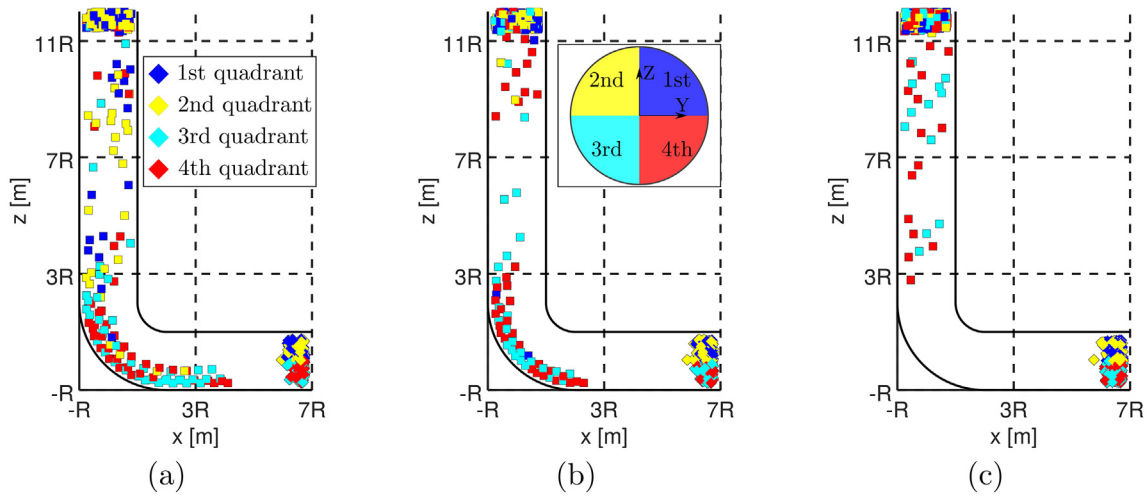 11R
7R
3R
-R
z [m]
-R
3R
7R
x [m]
1st quadrant
2nd quadrant
3rd quadrant
4th quadrant
(a)
11R
7R
3R
-R
z [m]
-R
3R
7R
x [m]
2nd
Z
1st
Y
3rd
4th
(b)
11R
7R
3R
-R
z [m]
-R
3R
7R
x [m]
(c)